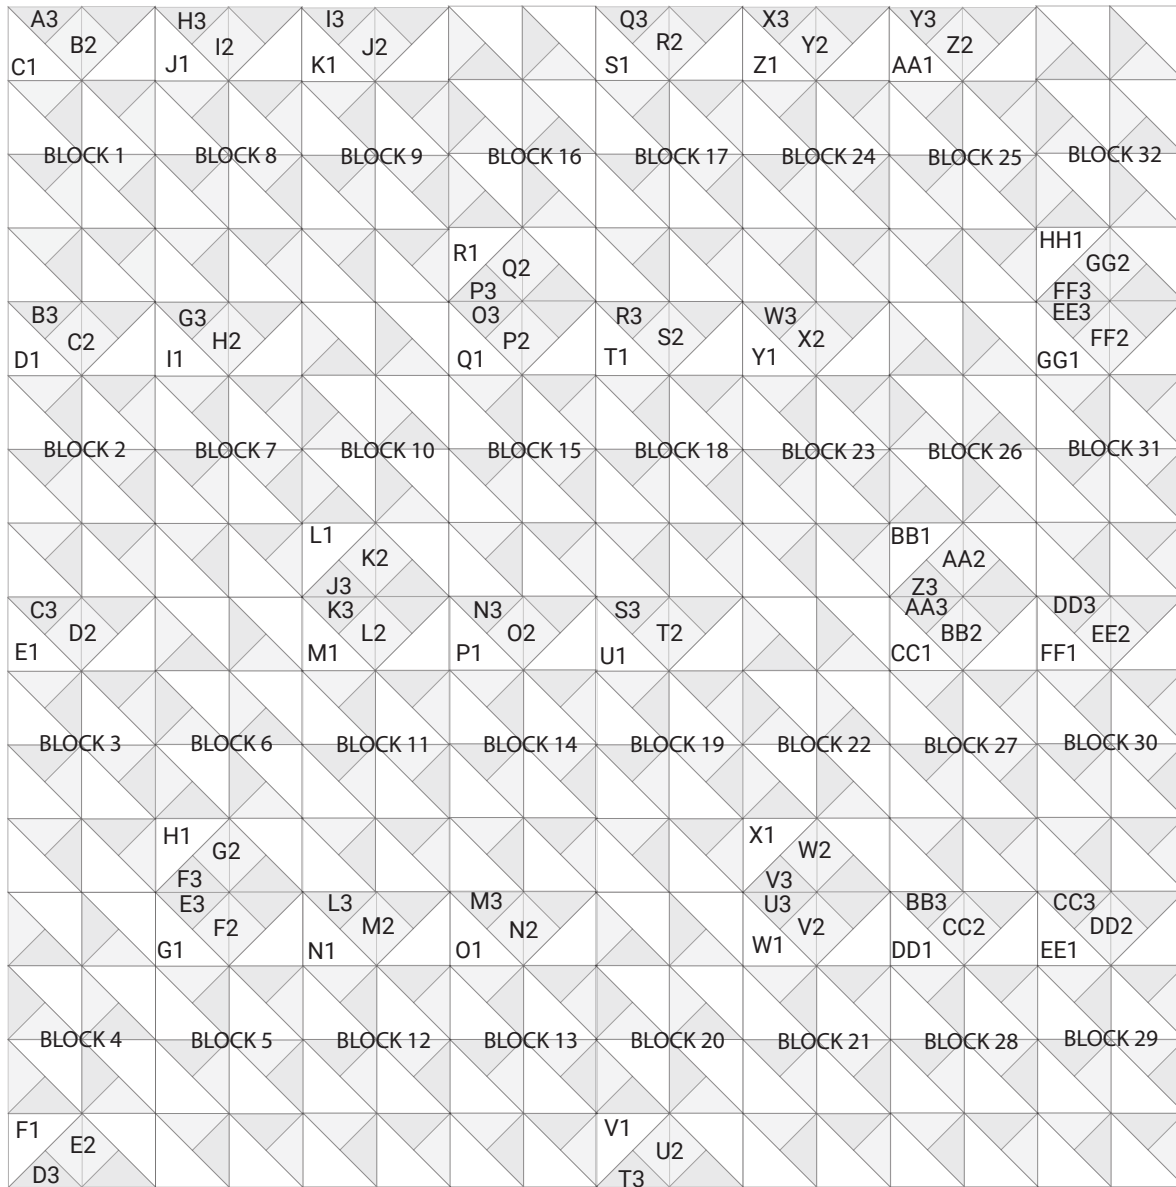 A3 H3 I3 Q3 X3 Y3
B2 I2 J2 R2 Y2 Z2
C1 J1 K1 S1 Z1 AA1
BLOCK 1 BLOCK 8 BLOCK 9 BLOCK 16 BLOCK 17 BLOCK 24 BLOCK 25 BLOCK 32
R1 HH1
Q2 GG2
P3 FF3
B3 G3 O3 R3 W3 EE3
C2 H2 P2 S2 X2 FF2
D1 I1 Q1 T1 Y1 GG1
BLOCK 2 BLOCK 7 BLOCK 10 BLOCK 15 BLOCK 18 BLOCK 23 BLOCK 26 BLOCK 31
L1 BB1
K2 AA2
J3 Z3
C3 K3 N3 S3 AA3 DD3
D2 L2 O2 T2 BB2 EE2
E1 M1 P1 U1 CC1 FF1
BLOCK 3 BLOCK 6 BLOCK 11 BLOCK 14 BLOCK 19 BLOCK 22 BLOCK 27 BLOCK 30
H1 X1
G2 W2
F3 V3
E3 L3 M3 U3 BB3 CC3
F2 M2 N2 V2 CC2 DD2
G1 N1 O1 W1 DD1 EE1
BLOCK 4 BLOCK 5 BLOCK 12 BLOCK 13 BLOCK 20 BLOCK 21 BLOCK 28 BLOCK 29
F1 V1
E2 U2
D3 T3